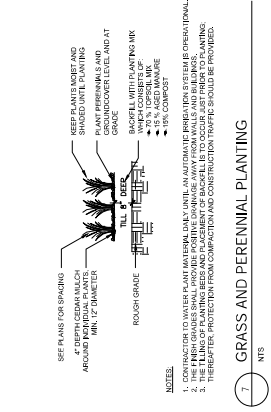 SEE PLANS FOR SPACING
4" DEPTH CEDAR MULCH
AROUND INDIVIDUAL PLANTS.
MIN. 12" DIAMETER
ROUGH GRADE
TILL 8" DEEP
KEEP PLANTS MOIST AND
SHADED UNTIL PLANTING
PLANT PERENNIALS AND
GROUNDCOVER LEVEL AND AT
GRADE
BACKFILL WITH PLANTING MIX
WHICH CONSISTS OF:
70 % TOPSOIL MIX
15 % AGED MANURE
15% COMPOST
NOTES:
1. CONTRACTOR TO WATER PLANT MATERIAL DAILY UNTIL AN AUTOMATIC IRRIGATION SYSTEM IS OPERATIONAL.
2. THE FINISH GRADES SHALL PROVIDE POSITIVE DRAINAGE AWAY FROM WALLS AND BUILDINGS;
3. THE TILLING OF PLANTING BEDS AND PLACEMENT OF BACKFILL IS TO OCCUR JUST PRIOR TO PLANTING;
THEREAFTER, PROTECTION FROM COMPACTION AND CONSTRUCTION TRAFFIC SHOULD BE PROVIDED.
7
GRASS AND PERENNIAL PLANTING
NTS